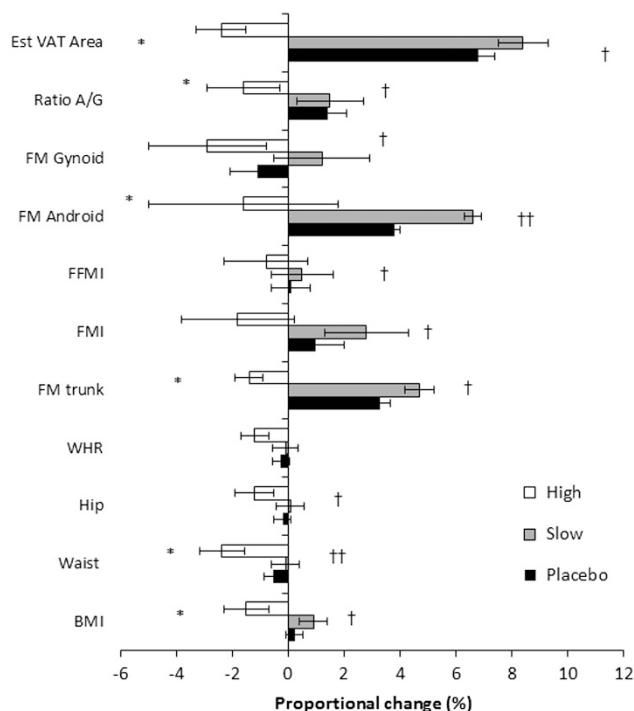 Est VAT Area
*
†
Ratio A/G
*
†
FM Gynoid
†
FM Android
*
††
FFMI
†
FMI
†
FM trunk
*
†
WHR
Hip
†
Waist
*
††
BMI
*
†
High
Slow
Placebo
-6 -4 -2 0 2 4 6 8 10 12
Proportional change (%)